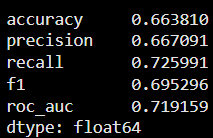 accuracy 0.663810
precision 0.667091
recall 0.725991
f1 0.695296
roc_auc 0.719159
dtype: float64